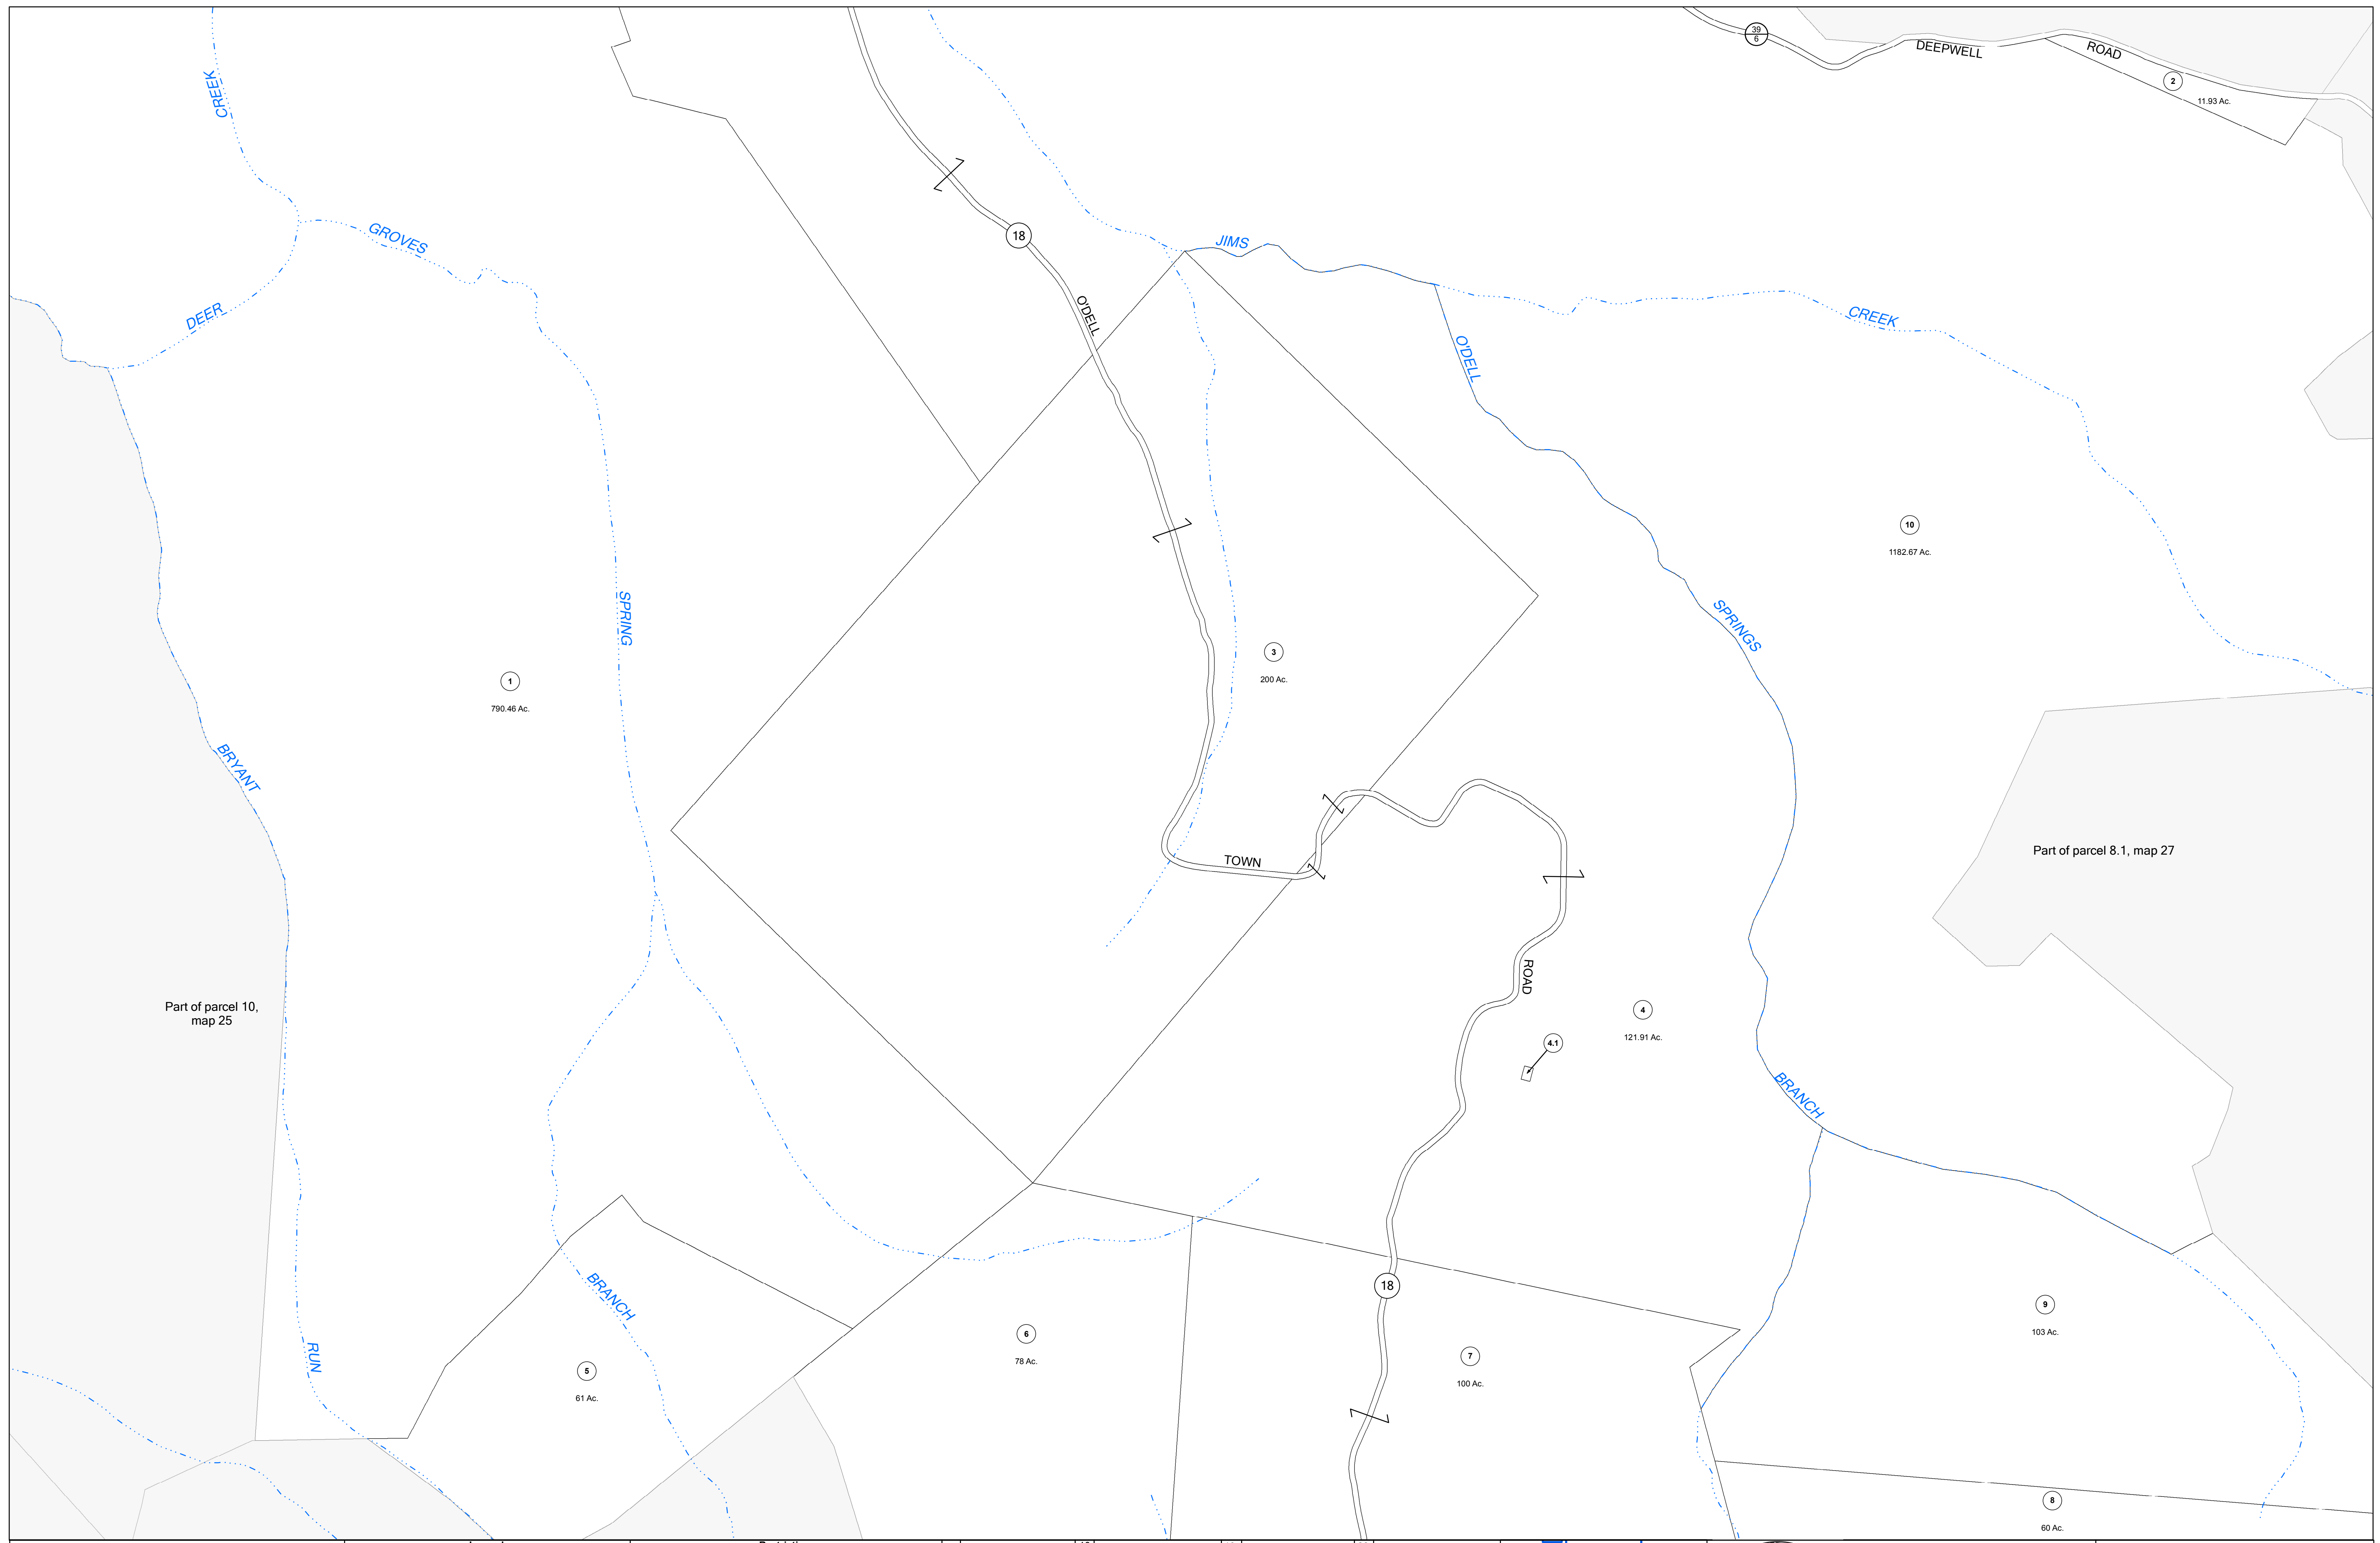 39
6
DEEPWELL
ROAD
2
11.93 Ac.
CREEK
GROVES
18
JIMS
DEER
O'DELL
CREEK
O'DELL
10
1182.67 Ac.
SPRING
SPRINGS
3
200 Ac.
1
790.46 Ac.
BRYANT
TOWN
Part of parcel 8.1, map 27
ROAD
Part of parcel 10,
map 25
4
121.91 Ac.
4.1
BRANCH
18
BRANCH
9
103 Ac.
6
78 Ac.
RUN
7
100 Ac.
5
61 Ac.
8
60 Ac.